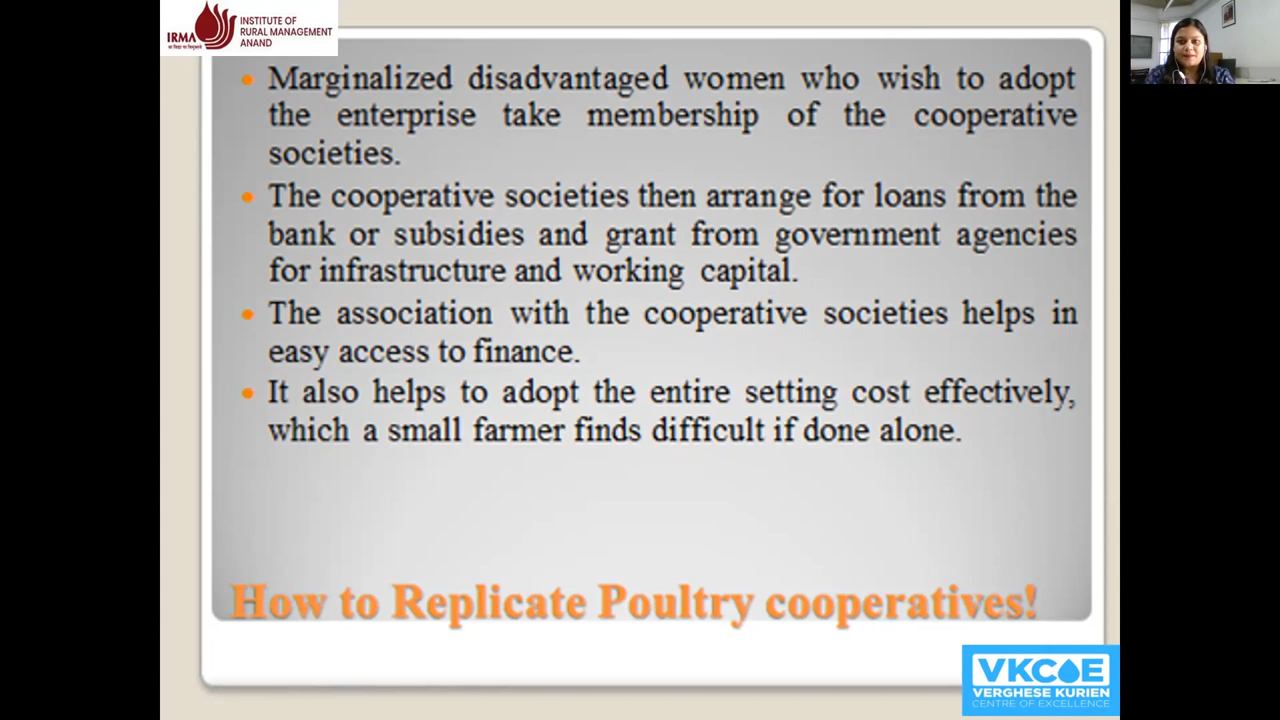 IRMA
INSTITUTE OF
RURAL MANAGEMENT
ANAND
Marginalized disadvantaged women who wish to adopt
the enterprise take membership of the cooperative
societies.
The cooperative societies then arrange for loans from the
bank or subsidies and grant from government agencies
for infrastructure and working capital.
The association with the cooperative societies helps in
easy access to finance.
It also helps to adopt the entire setting cost effectively,
which a small farmer finds difficult if done alone.
How to Replicate Poultry cooperatives!
VKCOE
VERGHESE KURIEN
CENTRE OF EXCELLENCE